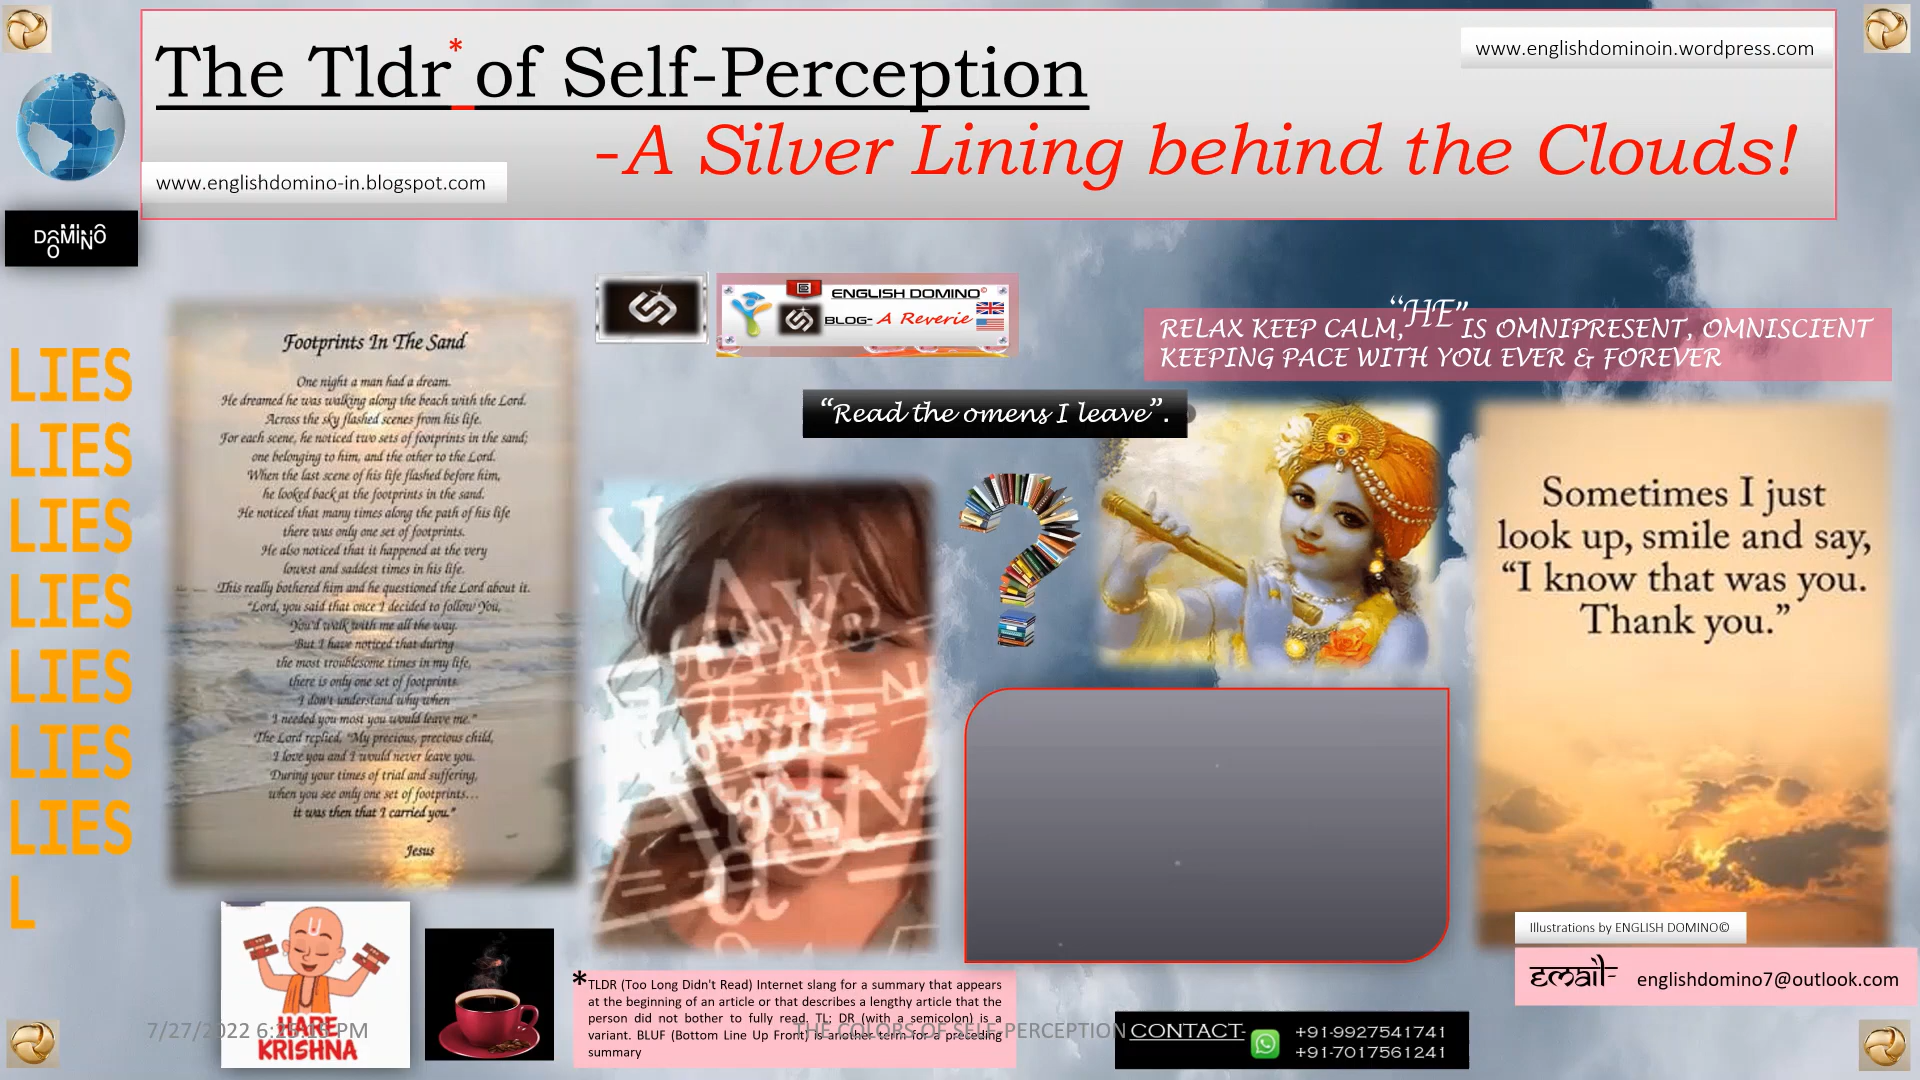 The Tldr* of Self-Perception
-A Silver Lining behind the Clouds!
www.englishdominoin.wordpress.com
www.englishdomino-in.blogspot.com
DOMINO
LIES
LIES
LIES
LIES
LIES
LIES
LIES
L
Footprints In The Sand
One night a man had a dream.
He dreamed he was walking along the beach with the Lord.
Across the sky flashed scenes from his life.
For each scene, he noticed two sets of footprints in the sand;
one belonging to him, and the other to the Lord.
When the last scene of his life flashed before him,
he looked back at the footprints in the sand.
He noticed that many times along the path of his life
there was only one set of footprints.
He also noticed that it happened at the very
lowest and saddest times in his life.
This really bothered him and he questioned the Lord about it.
"Lord, you said that once I decided to follow You,
You'd walk with me all the way.
But I have noticed that during
the most troublesome times in my life,
there is only one set of footprints.
I don't understand why when
I needed you most you would leave me."
The Lord replied, "My precious, precious child,
I love you and I would never leave you.
During your times of trial and suffering,
when you see only one set of footprints...
it was then that I carried you."
Jesus
ENGLISH DOMINO©
BLOG- A Reverie
“Read the omens I leave”.
RELAX KEEP CALM, “HE” IS OMNIPRESENT, OMNISCIENT
KEEPING PACE WITH YOU EVER & FOREVER
Sometimes I just
look up, smile and say,
“I know that was you.
Thank you.”
Illustrations by ENGLISH DOMINO©
email- englishdomino7@outlook.com
HARE
KRISHNA
7/27/2022 6:2 PM
*TLDR (Too Long Didn't Read) Internet slang for a summary that appears
at the beginning of an article or that describes a lengthy article that the
person did not bother to fully read. TL; DR (with a semicolon) is a
variant. BLUF (Bottom Line Up Front) is another term for a preceding
summary
THE COLORS OF SELF-PERCEPTION
CONTACT-
+91-9927541741
+91-7017561241